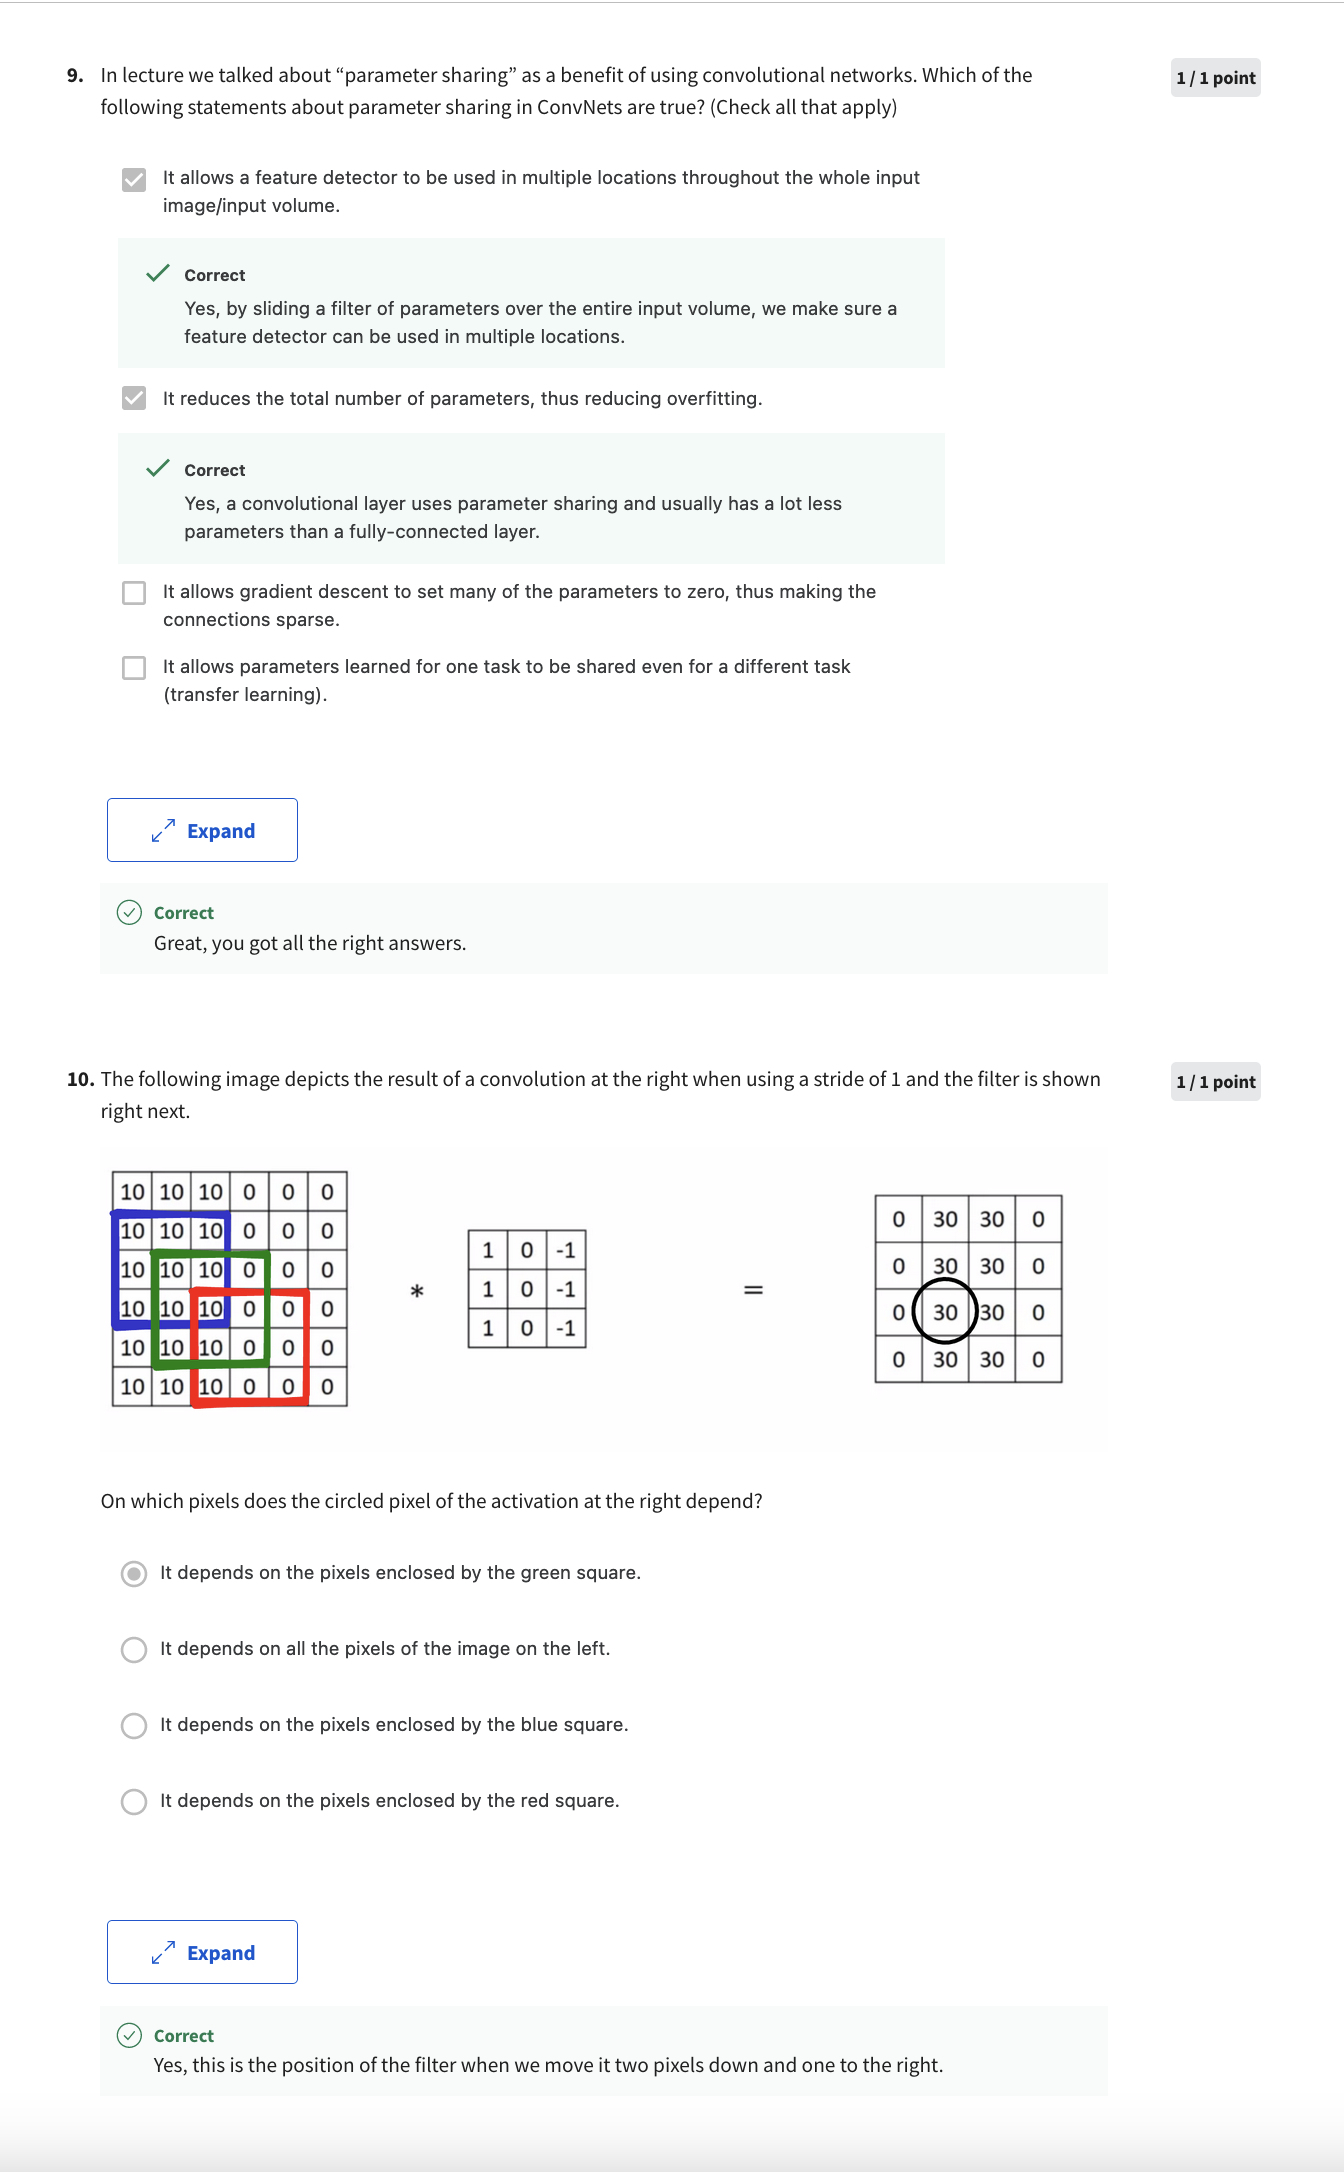 9. In lecture we talked about “parameter sharing” as a benefit of using convolutional networks. Which of the
following statements about parameter sharing in ConvNets are true? (Check all that apply)
1 / 1 point
It allows a feature detector to be used in multiple locations throughout the whole input
image/input volume.
Correct
Yes, by sliding a filter of parameters over the entire input volume, we make sure a
feature detector can be used in multiple locations.
It reduces the total number of parameters, thus reducing overfitting.
Correct
Yes, a convolutional layer uses parameter sharing and usually has a lot less
parameters than a fully-connected layer.
It allows gradient descent to set many of the parameters to zero, thus making the
connections sparse.
It allows parameters learned for one task to be shared even for a different task
(transfer learning).
Expand
Correct
Great, you got all the right answers.
10. The following image depicts the result of a convolution at the right when using a stride of 1 and the filter is shown
right next.
1 / 1 point
10 10 10 0 0 0
10 10 10 0 0 0
10 10 10 0 0 0
10 10 10 0 0 0
10 10 10 0 0 0
10 10 10 0 0 0
*
1 0 -1
1 0 -1
1 0 -1
=
0 30 30 0
0 30 30 0
0 30 30 0
0 30 30 0
On which pixels does the circled pixel of the activation at the right depend?
It depends on the pixels enclosed by the green square.
It depends on all the pixels of the image on the left.
It depends on the pixels enclosed by the blue square.
It depends on the pixels enclosed by the red square.
Expand
Correct
Yes, this is the position of the filter when we move it two pixels down and one to the right.